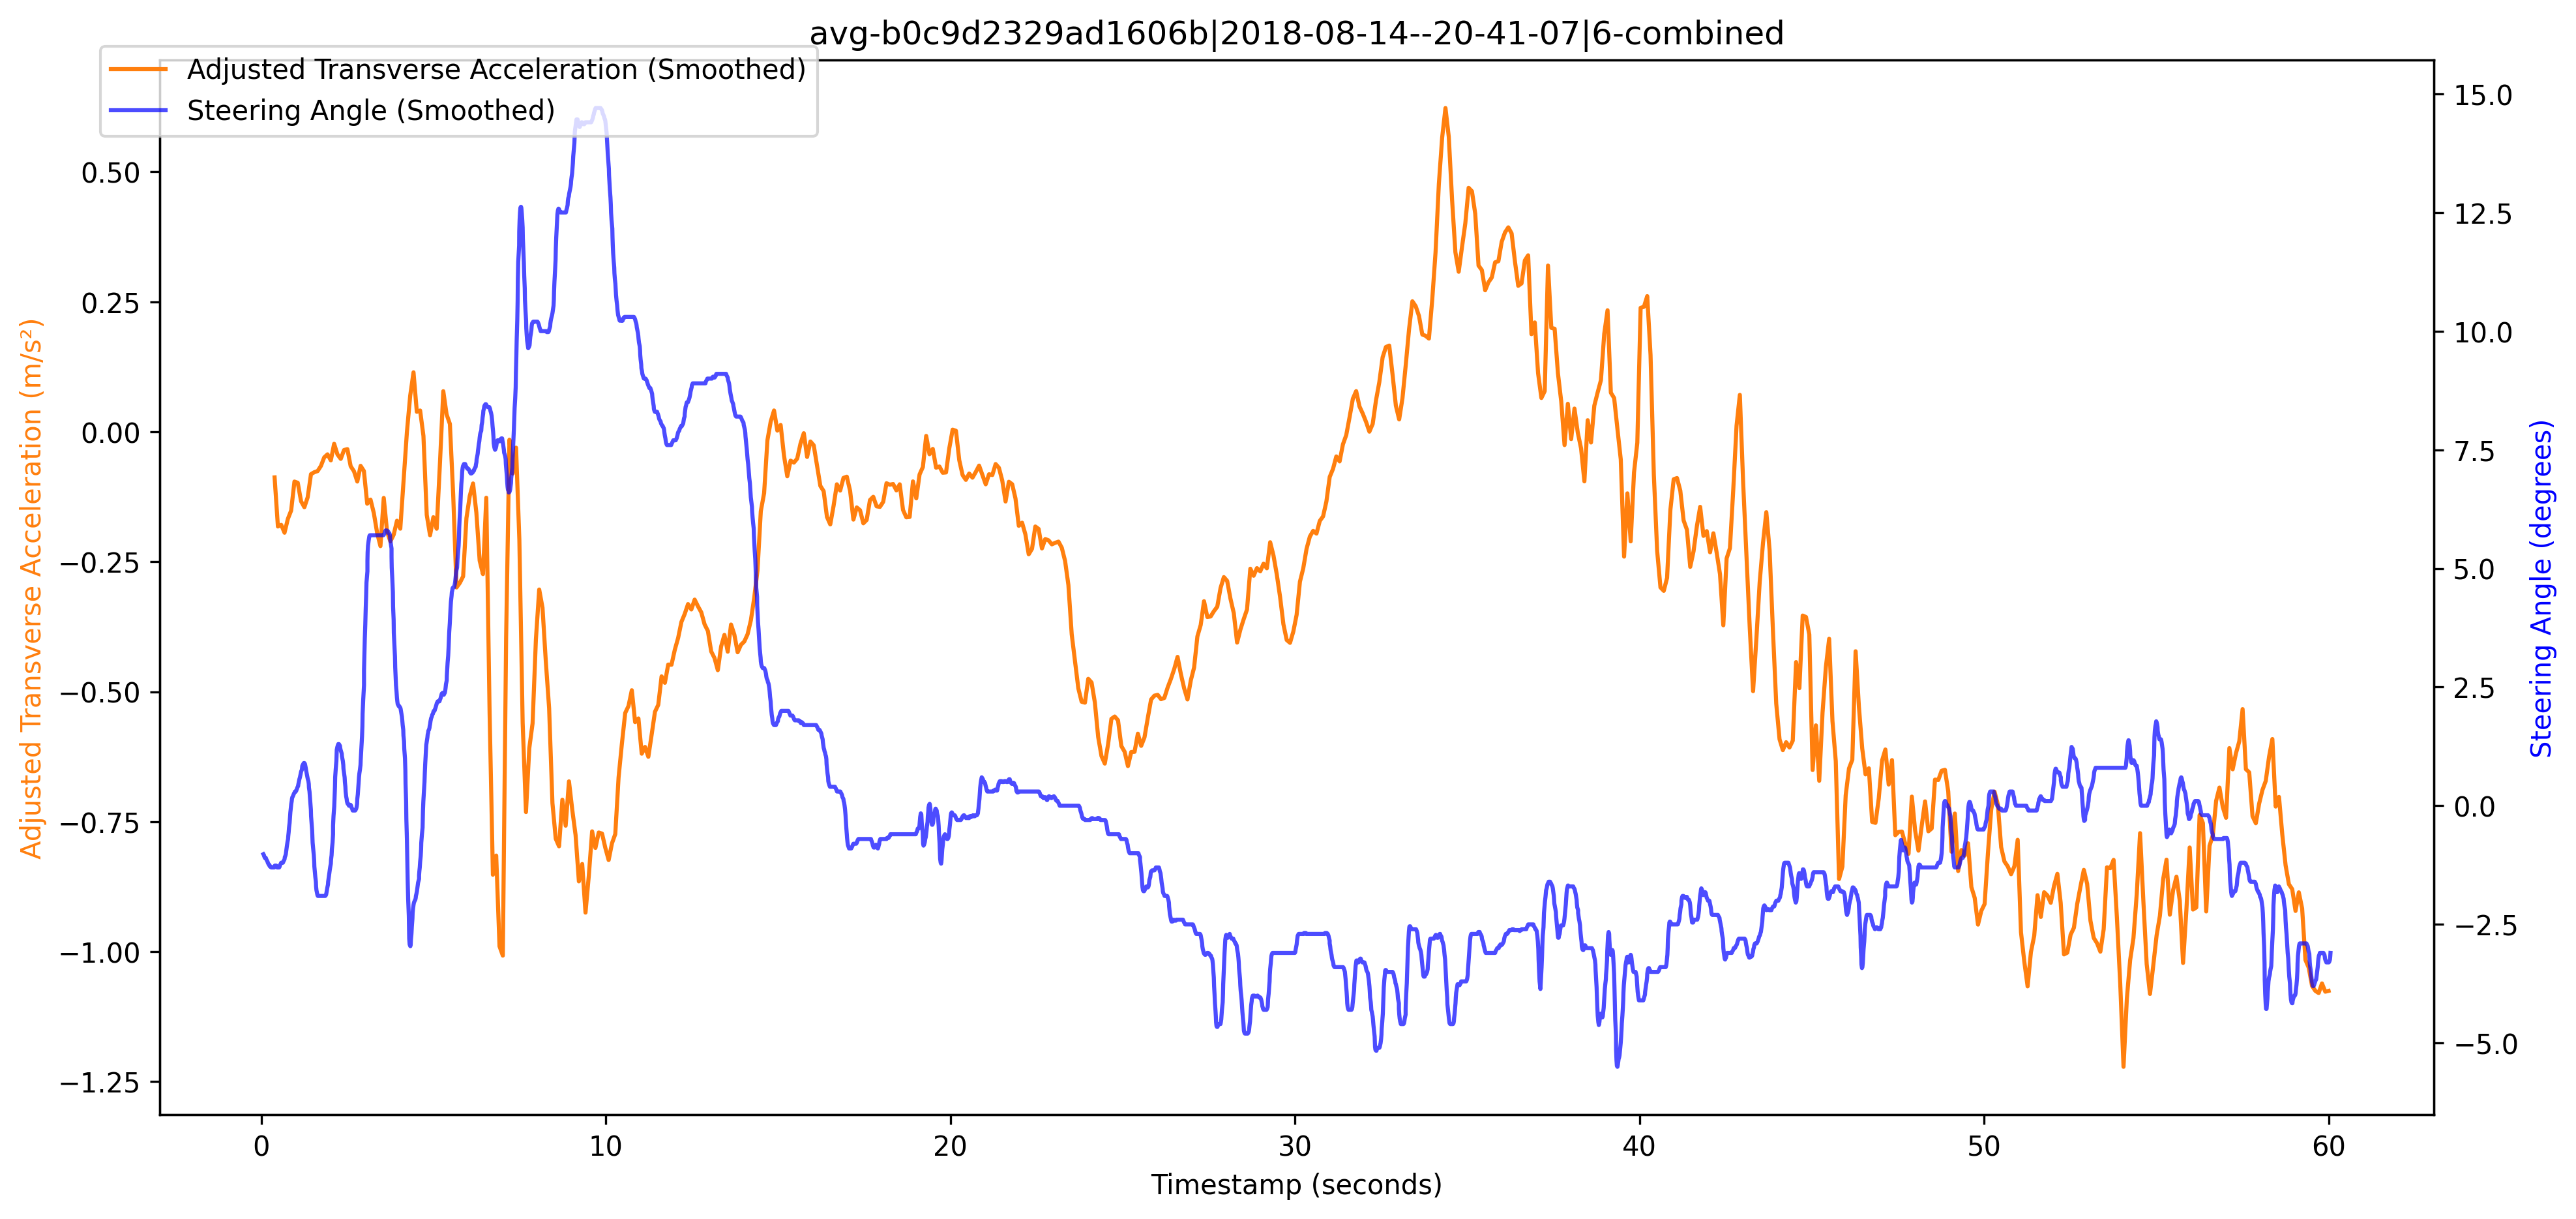 avg-b0c9d2329ad1606b|2018-08-14--20-41-07|6-combined
Adjusted Transverse Acceleration (Smoothed)
Steering Angle (Smoothed)
Adjusted Transverse Acceleration (m/s²)
0.50
0.25
0.00
−0.25
−0.50
−0.75
−1.00
−1.25
15.0
12.5
10.0
7.5
5.0
2.5
0.0
−2.5
−5.0
Steering Angle (degrees)
0 10 20 30 40 50 60
Timestamp (seconds)